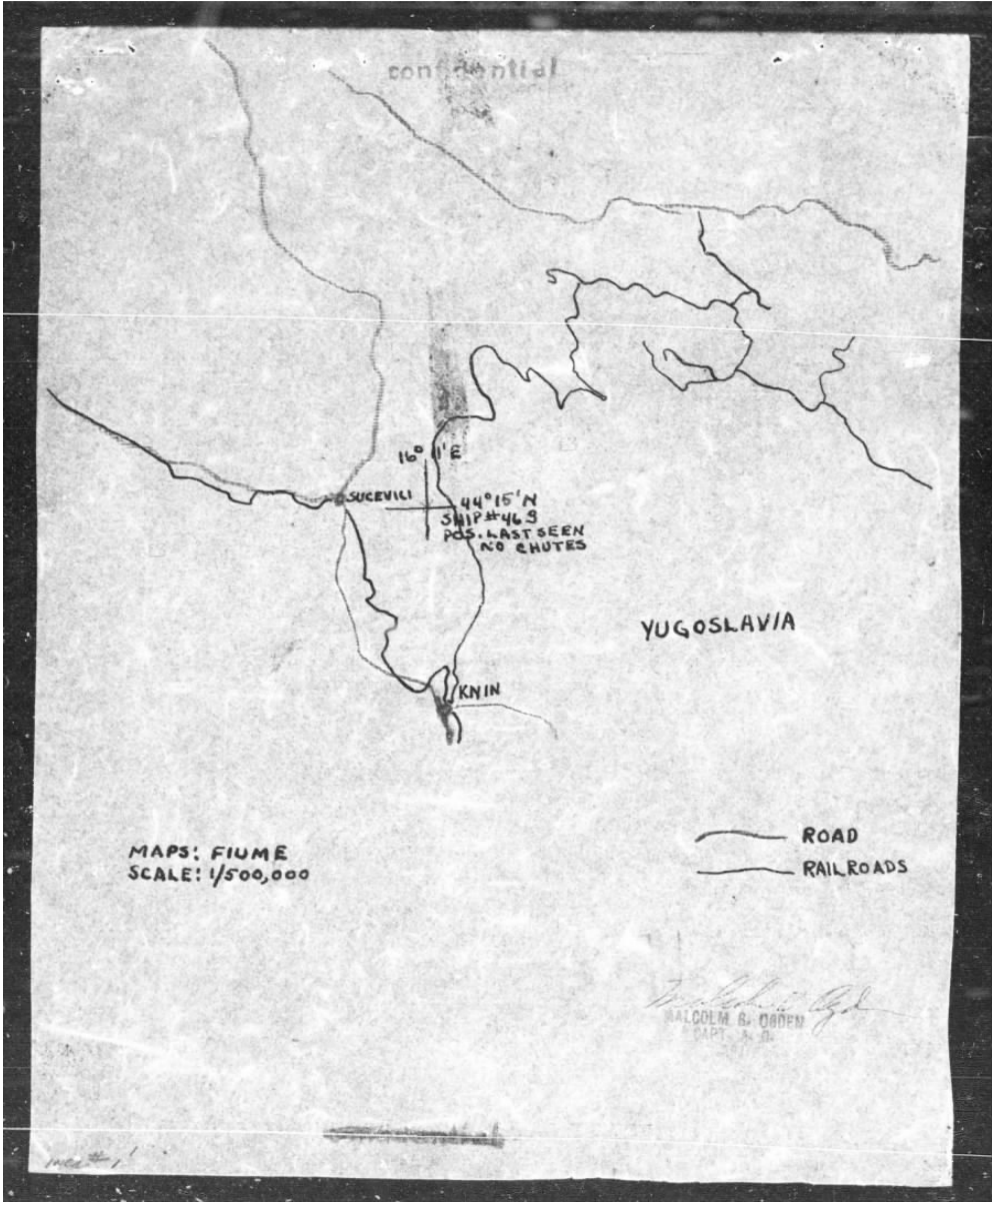 confidential
16° 1'E
SUCEVILI
44°15'N
SHIP #469
POS. LAST SEEN
NO CHUTES
YUGOSLAVIA
KNIN
MAPS: FIUME
SCALE: 1/500,000
ROAD
RAILROADS
MALCOLM B. OGDEN
CAPT.